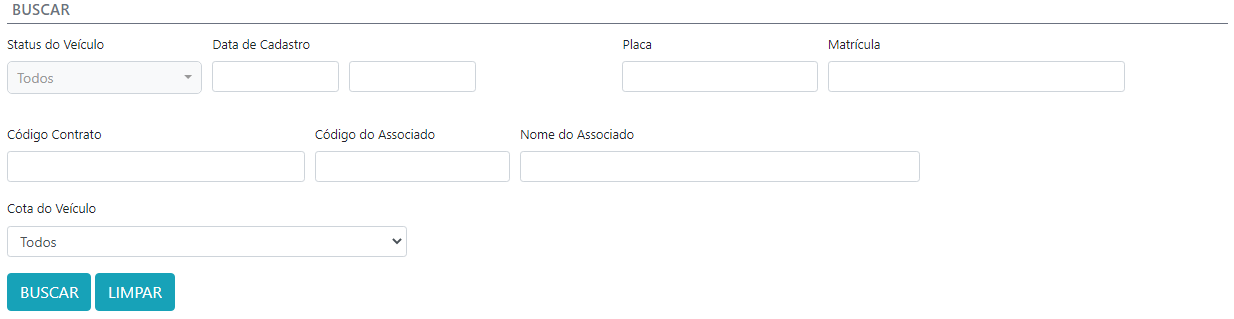 BUSCAR
Status do Veículo Data de Cadastro Placa Matrícula
Todos
Código Contrato Código do Associado Nome do Associado
Cota do Veículo
Todos
BUSCAR LIMPAR